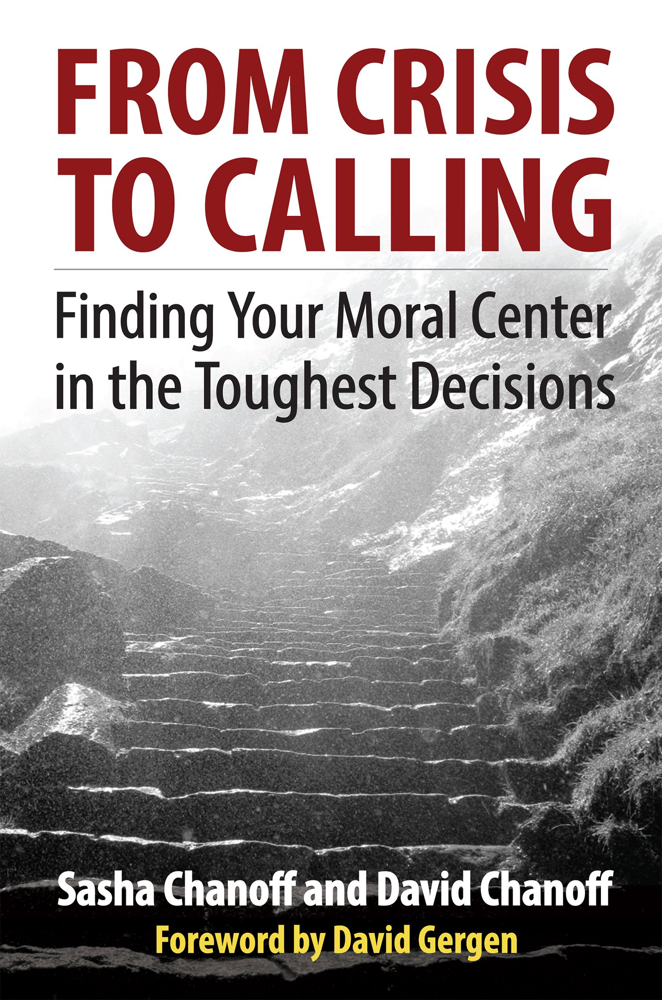 FROM CRISIS
TO CALLING
Finding Your Moral Center
in the Toughest Decisions
Sasha Chanoff and David Chanoff
Foreword by David Gergen